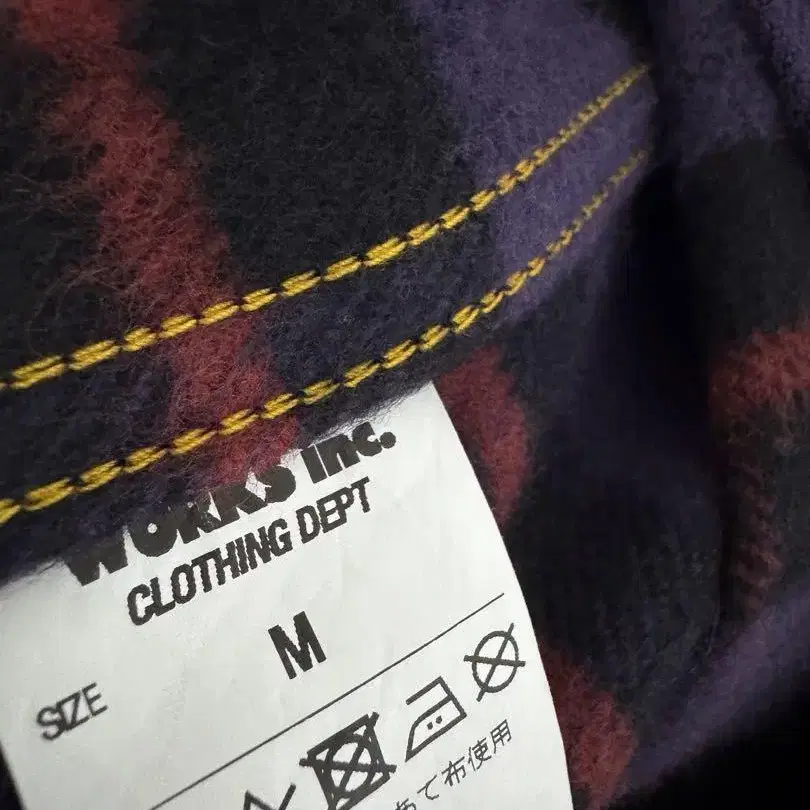 WORKS inc.
CLOTHING DEPT
SIZE M
あて布使用